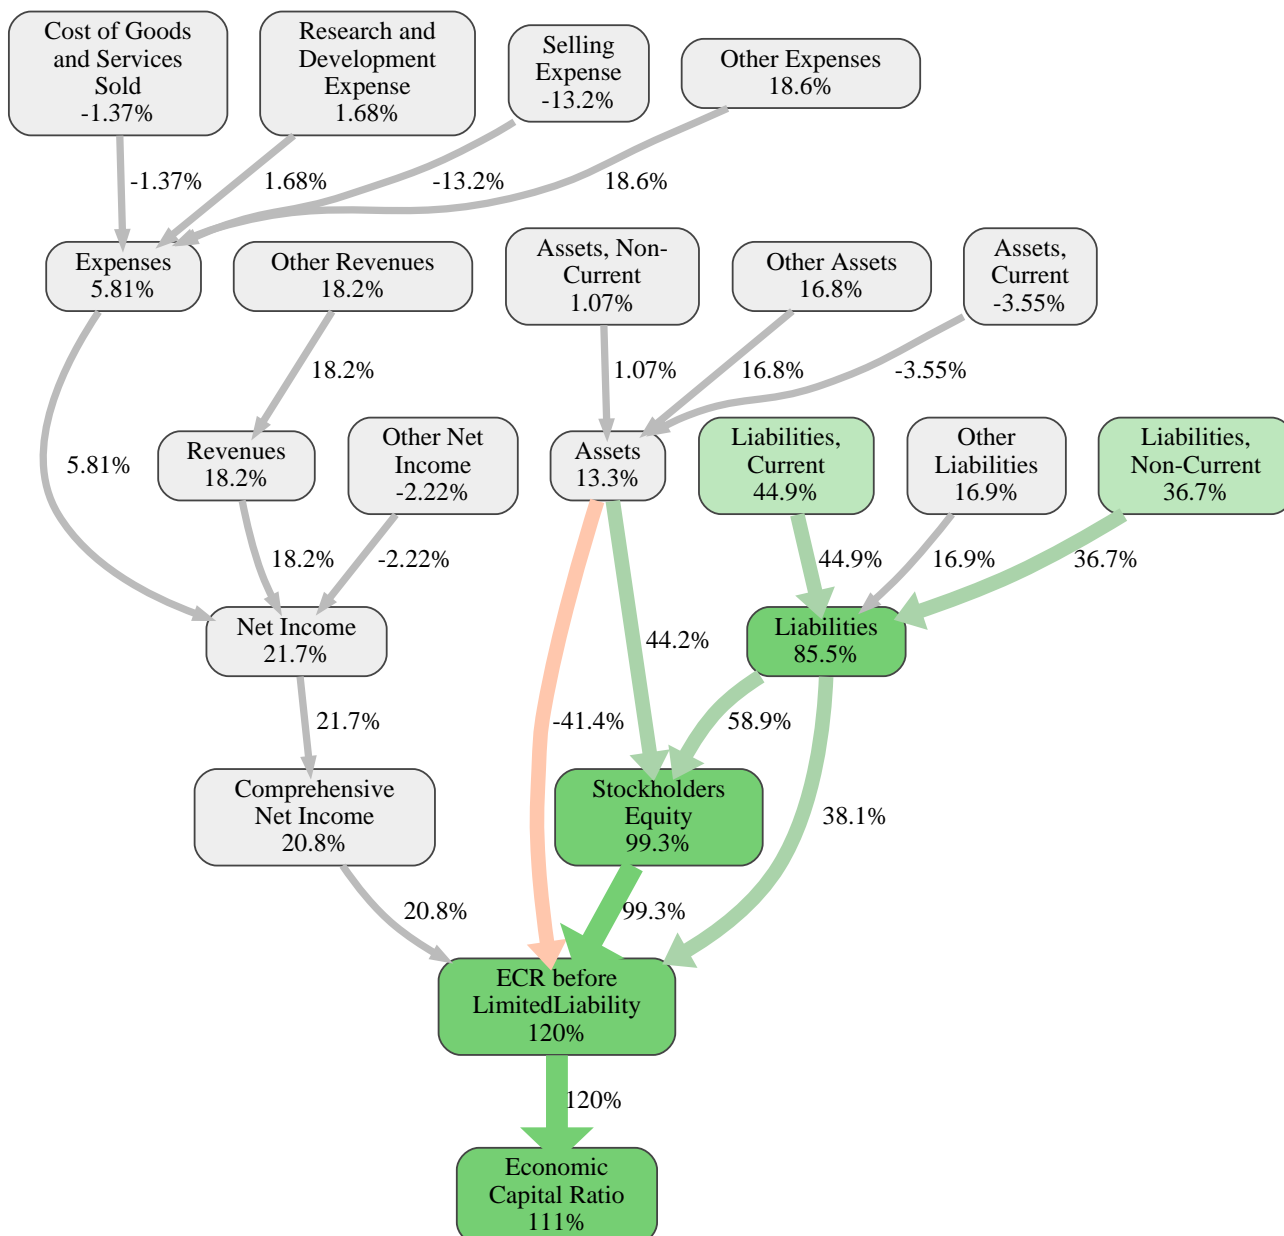 Cost of Goods
and Services
Sold
-1.37%
Research and
Development
Expense
1.68%
Selling
Expense
-13.2%
Other Expenses
18.6%
-1.37%
1.68%
-13.2%
18.6%
Expenses
5.81%
Other Revenues
18.2%
Assets, Non-
Current
1.07%
Other Assets
16.8%
Assets,
Current
-3.55%
18.2%
1.07%
16.8%
-3.55%
5.81%
Revenues
18.2%
Other Net
Income
-2.22%
Assets
13.3%
Liabilities,
Current
44.9%
Other
Liabilities
16.9%
Liabilities,
Non-Current
36.7%
18.2%
-2.22%
44.9%
16.9%
36.7%
Net Income
21.7%
44.2%
Liabilities
85.5%
21.7%
-41.4%
58.9%
Comprehensive
Net Income
20.8%
Stockholders
Equity
99.3%
38.1%
20.8%
99.3%
ECR before
LimitedLiability
120%
120%
Economic
Capital Ratio
111%